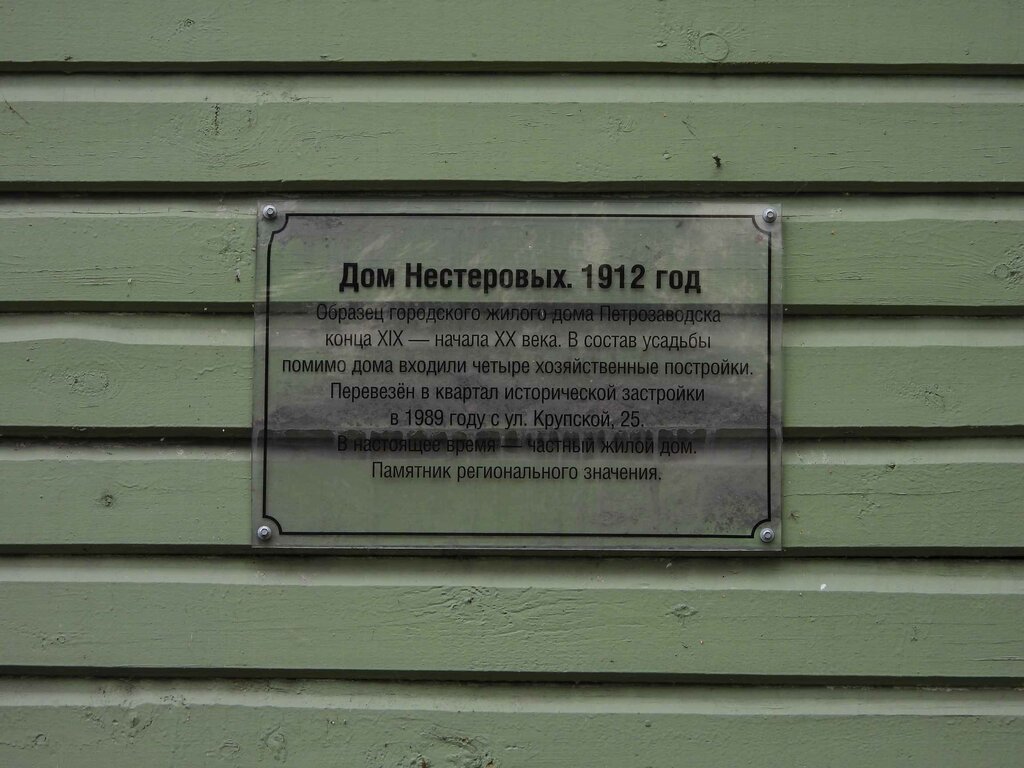 Дом Нестеровых. 1912 год
Образец городского жилого дома Петрозаводска
конца XIX — начала XX века. В состав усадьбы
помимо дома входили четыре хозяйственные постройки.
Перевезён в квартал исторической застройки
в 1989 году с ул. Крупской, 25.
В настоящее время — частный жилой дом.
Памятник регионального значения.